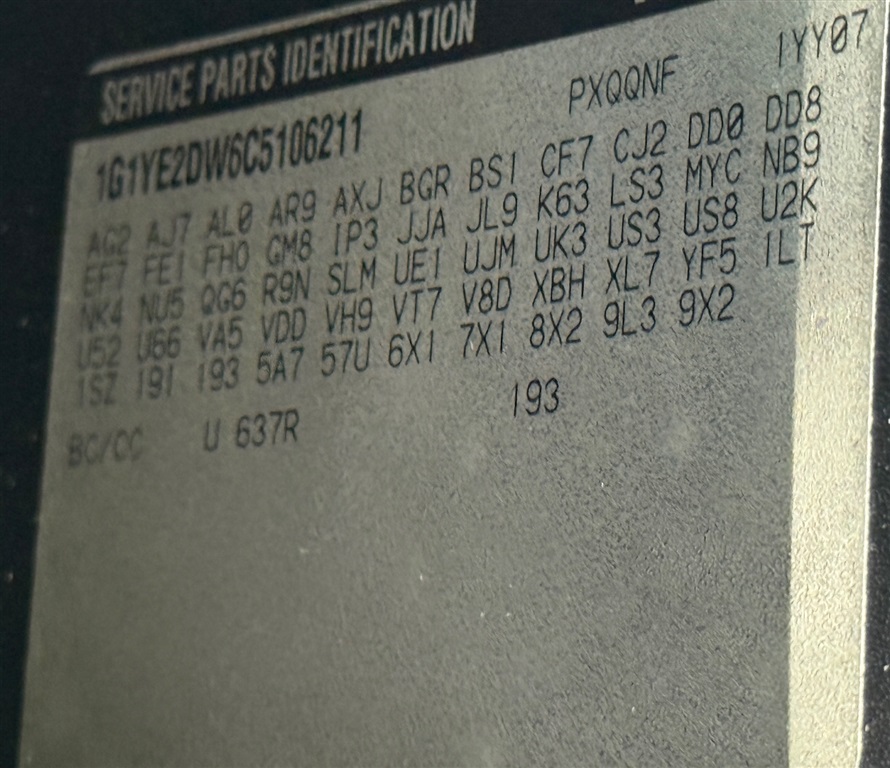 SERVICE PARTS IDENTIFICATION
1G1YE2DW6C5106211 PXQQNF 1YY07
AG2 AJ7 AL0 AR9 AXJ BGR BS1 CF7 CJ2 DD0 DD8
EF7 FE1 FH0 GM8 IP3 JJA JL9 K63 LS3 MYC NB9
NK4 NU5 QG6 R9N SLM UE1 UJM UK3 US3 US8 U2K
U52 U66 VA5 VDD VH9 VT7 V8D XBH XL7 YF5 1LT
1SZ 19I 193 5A7 57U 6X1 7X1 8X2 9L3 9X2
BC/CC U 637R 193